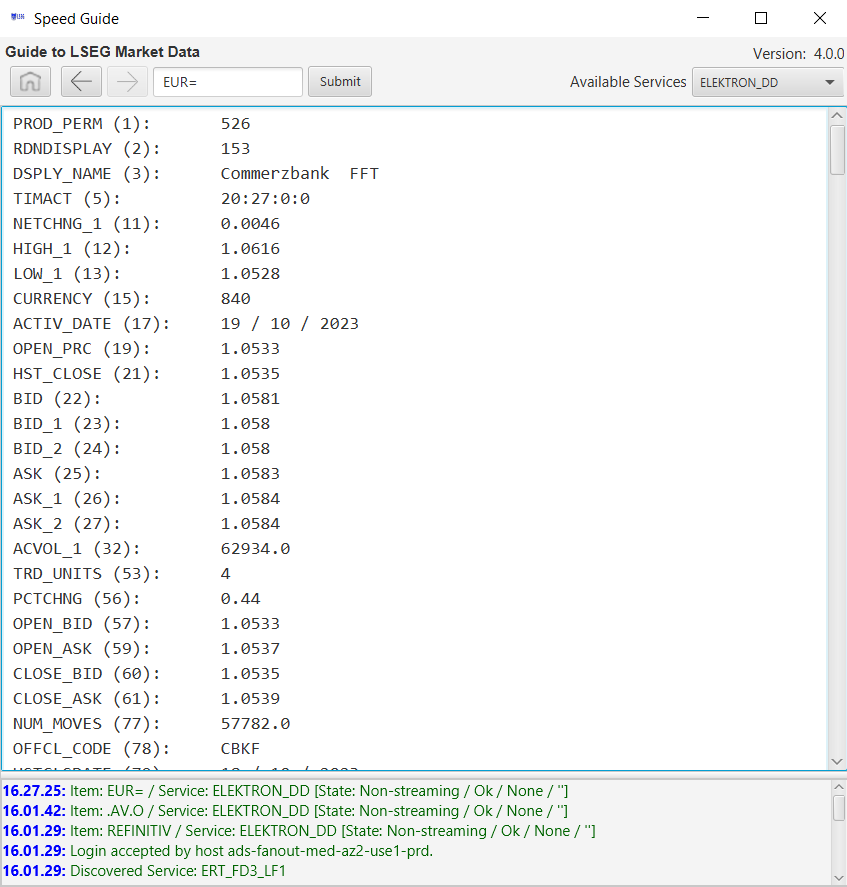 Speed Guide
Guide to LSEG Market Data
Version: 4.0.0
EUR= Submit Available Services ELEKTRON_DD
PROD_PERM (1): 526
RDNDISPLAY (2): 153
DSPLY_NAME (3): Commerzbank FFT
TIMACT (5): 20:27:0:0
NETCHNG_1 (11): 0.0046
HIGH_1 (12): 1.0616
LOW_1 (13): 1.0528
CURRENCY (15): 840
ACTIV_DATE (17): 19 / 10 / 2023
OPEN_PRC (19): 1.0533
HST_CLOSE (21): 1.0535
BID (22): 1.0581
BID_1 (23): 1.058
BID_2 (24): 1.058
ASK (25): 1.0583
ASK_1 (26): 1.0584
ASK_2 (27): 1.0584
ACVOL_1 (32): 62934.0
TRD_UNITS (53): 4
PCTCHNG (56): 0.44
OPEN_BID (57): 1.0533
OPEN_ASK (59): 1.0537
CLOSE_BID (60): 1.0535
CLOSE_ASK (61): 1.0539
NUM_MOVES (77): 57782.0
OFFCL_CODE (78): CBKF
16.27.25: Item: EUR= / Service: ELEKTRON_DD [State: Non-streaming / Ok / None / '']
16.01.42: Item: .AV.O / Service: ELEKTRON_DD [State: Non-streaming / Ok / None / '']
16.01.29: Item: REFINITIV / Service: ELEKTRON_DD [State: Non-streaming / Ok / None / '']
16.01.29: Login accepted by host ads-fanout-med-az2-use1-prd.
16.01.29: Discovered Service: ERT_FD3_LF1